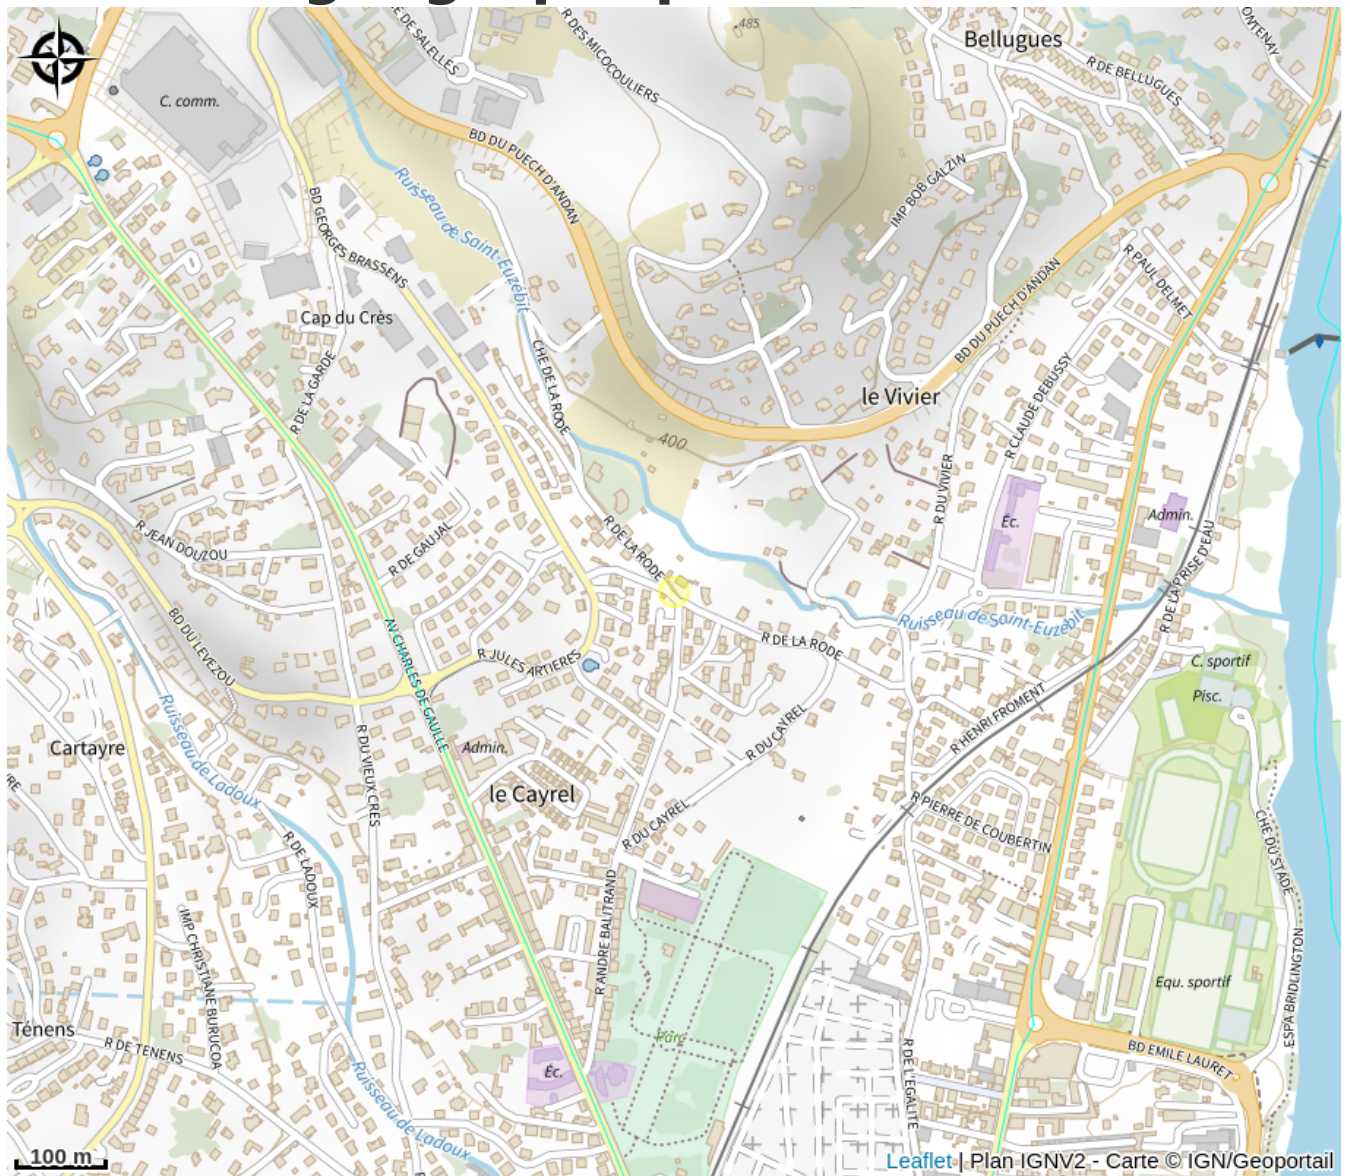 485
Bellugues
R DES MICOCOULIERS
E DE SALELLES
ONTENAY
R DE BELLUGUES
C. comm.
BD DU PUECH D'ANDAN
Ruisseau de Saint-Euzébit
IMP BOB GALZIN
BD GEORGES BRASSENS
R PAUL DELMET
BD DU PUECH D'ANDAN
Cap du Crès
CHE DE LA RODE
R DE LA GARDE
le Vivier
R CLAUDE DEBUSSY
400
R DU VIVIER
Éc.
Admin.
R DE GAUJAL
R JEAN DOUZOU
R DE LA RODE
R DE LA PRISE D'EAU
BD DU LEVEZOU
AV CHARLES DE GAULLE
R JULES ARTIERES
R DE LA RODE
Ruisseau de Saint-Euzébit
C. sportif
Pisc.
Ruisseau de Ladoux
Cartayre
R DU VIEUX CRES
Admin.
le Cayrel
R DU CAYREL
R HENRI FROMENT
R DU CAYREL
R PIERRE DE COUBERTIN
CHE DU STADE
VRE
R DE LADOUX
R ANDRE BALITRAND
IMP CHRISTIANE BURUCOA
Equ. sportif
ESPA BRIDLINGTON
Ténens
R DE TENENS
Parc
Éc.
R DE L'EGALITE
BD EMILE LAURET
Ruisseau de Ladoux
100 m
Leaflet | Plan IGNV2 - Carte © IGN/Geoportail